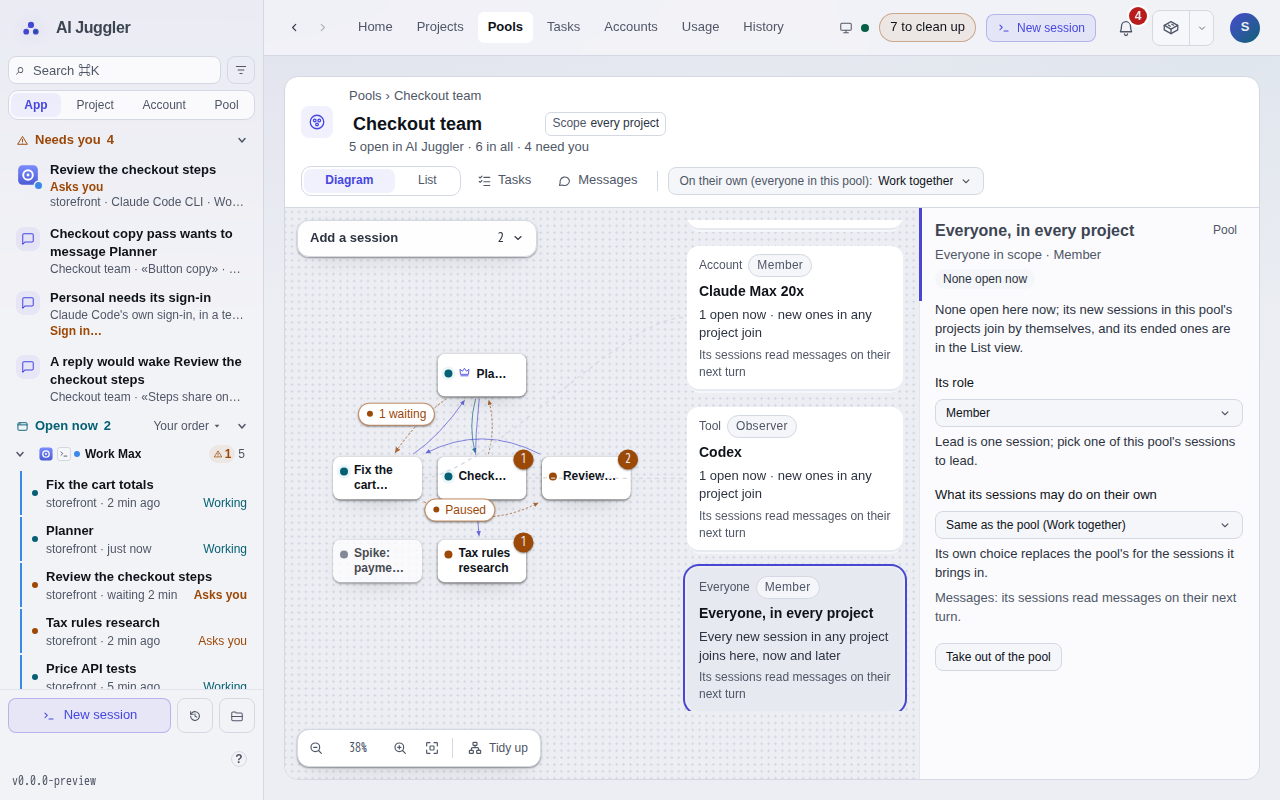 AI Juggler
Search ⌘K
App Project Account Pool
Needs you 4
Review the checkout steps
Asks you
storefront · Claude Code CLI · Wo…
Checkout copy pass wants to
message Planner
Checkout team · «Button copy» · …
Personal needs its sign-in
Claude Code's own sign-in, in a te…
Sign in…
A reply would wake Review the
checkout steps
Checkout team · «Steps share on…
Open now 2 Your order
Work Max 1 5
Fix the cart totals
storefront · 2 min ago Working
Planner
storefront · just now Working
Review the checkout steps
storefront · waiting 2 min Asks you
Tax rules research
storefront · 2 min ago Asks you
Price API tests
storefront · 5 min ago Working
New session
?
v0.0.0-preview
Home Projects Pools Tasks Accounts Usage History
7 to clean up
New session
4
S
Pools › Checkout team
Checkout team
Scope every project
5 open in AI Juggler · 6 in all · 4 need you
Diagram List Tasks Messages
On their own (everyone in this pool): Work together
Add a session 2
Pla…
1 waiting
Fix the
cart…
Check…
1
Review…
2
Paused
Spike:
payme…
Tax rules
research
1
38%
Tidy up
Account Member
Claude Max 20x
1 open now · new ones in any
project join
Its sessions read messages on their
next turn
Tool Observer
Codex
1 open now · new ones in any
project join
Its sessions read messages on their
next turn
Everyone Member
Everyone, in every project
Every new session in any project
joins here, now and later
Its sessions read messages on their
next turn
Everyone, in every project Pool
Everyone in scope · Member
None open now
None open here now; its new sessions in this pool's
projects join by themselves, and its ended ones are
in the List view.
Its role
Member
Lead is one session; pick one of this pool's sessions
to lead.
What its sessions may do on their own
Same as the pool (Work together)
Its own choice replaces the pool's for the sessions it
brings in.
Messages: its sessions read messages on their next
turn.
Take out of the pool